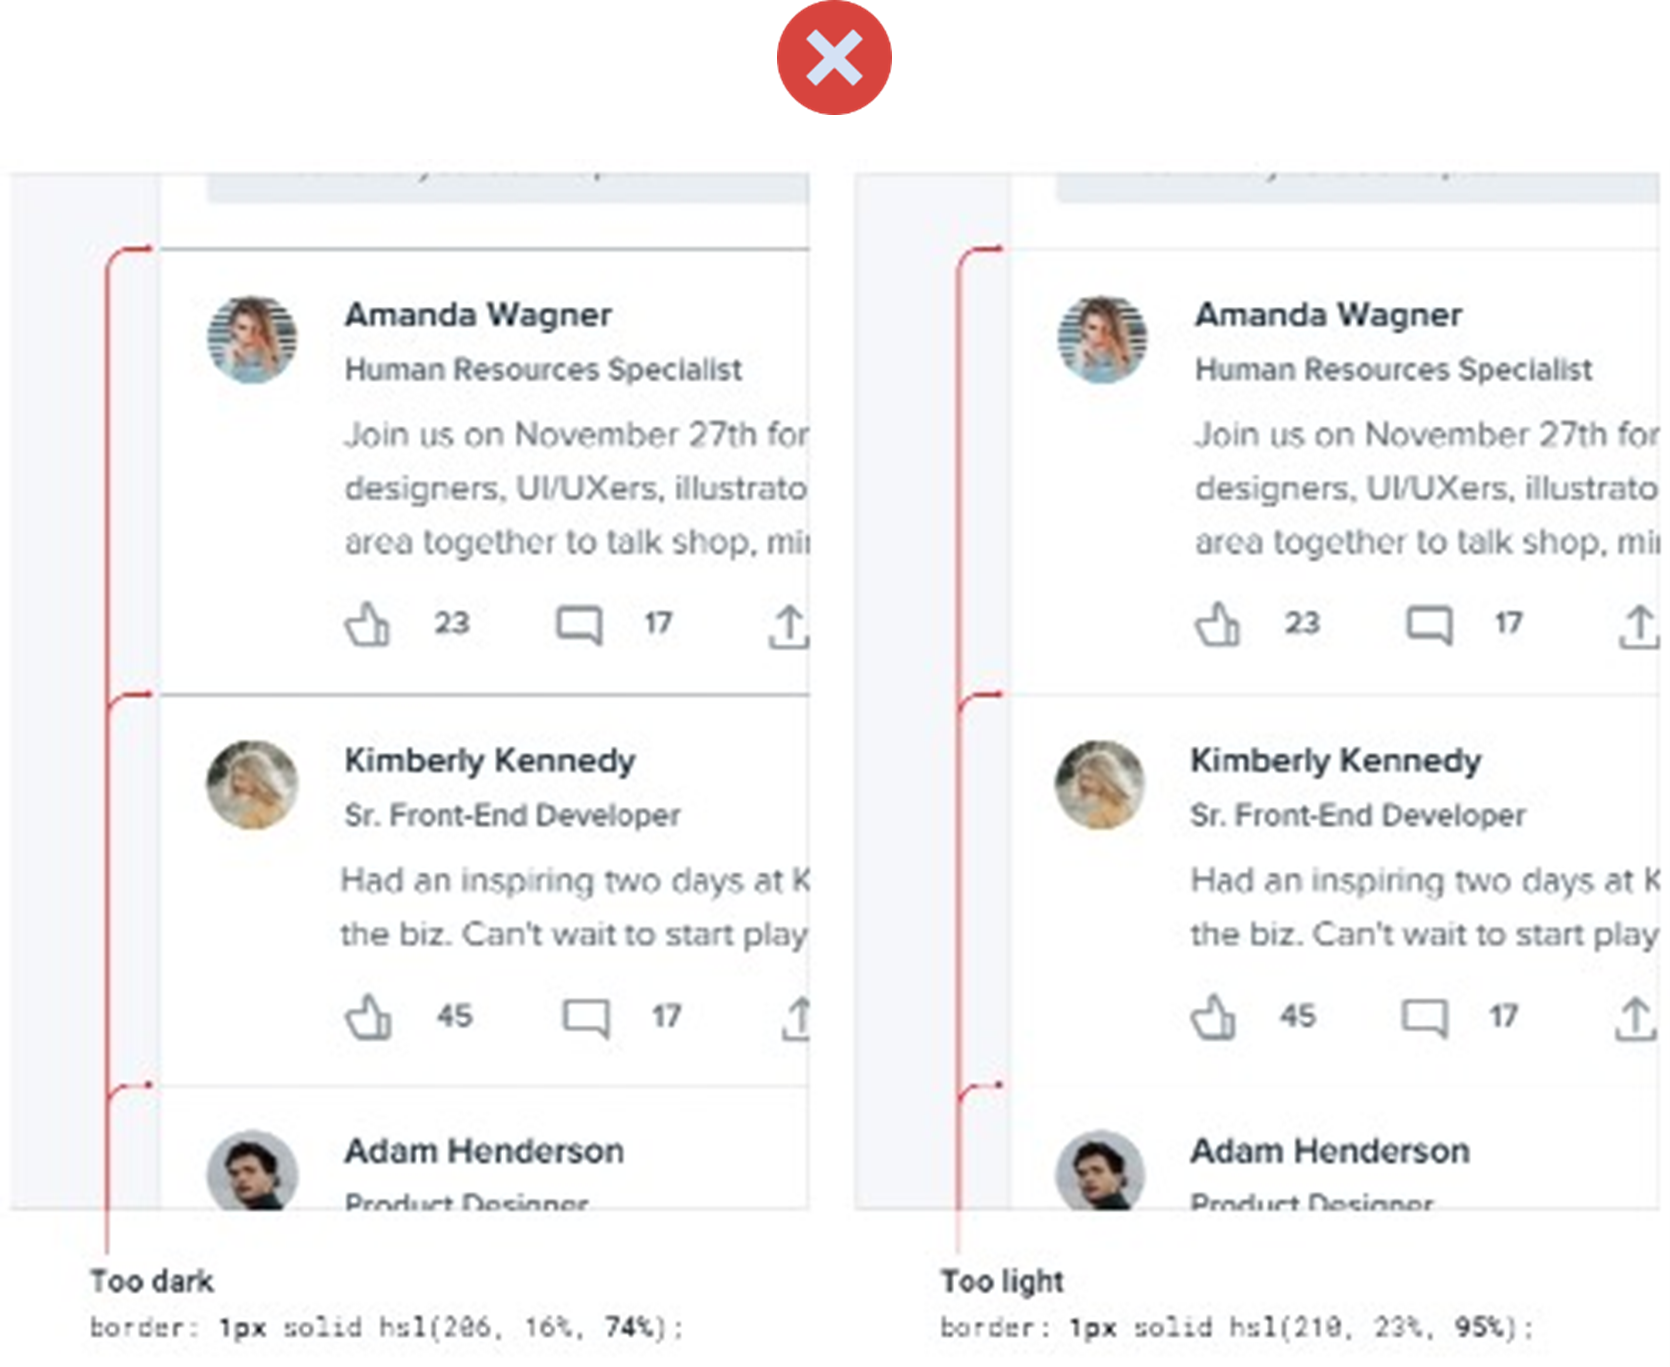 Amanda Wagner
Human Resources Specialist
Join us on November 27th for
designers, UI/UXers, illustrato
area together to talk shop, mi
23 17
Kimberly Kennedy
Sr. Front-End Developer
Had an inspiring two days at K
the biz. Can't wait to start play
45 17
Adam Henderson
Product Designer
Too dark
border: 1px solid hsl(206, 16%, 74%);
Amanda Wagner
Human Resources Specialist
Join us on November 27th for
designers, UI/UXers, illustrato
area together to talk shop, mi
23 17
Kimberly Kennedy
Sr. Front-End Developer
Had an inspiring two days at K
the biz. Can't wait to start play
45 17
Adam Henderson
Product Designer
Too light
border: 1px solid hsl(210, 23%, 95%);